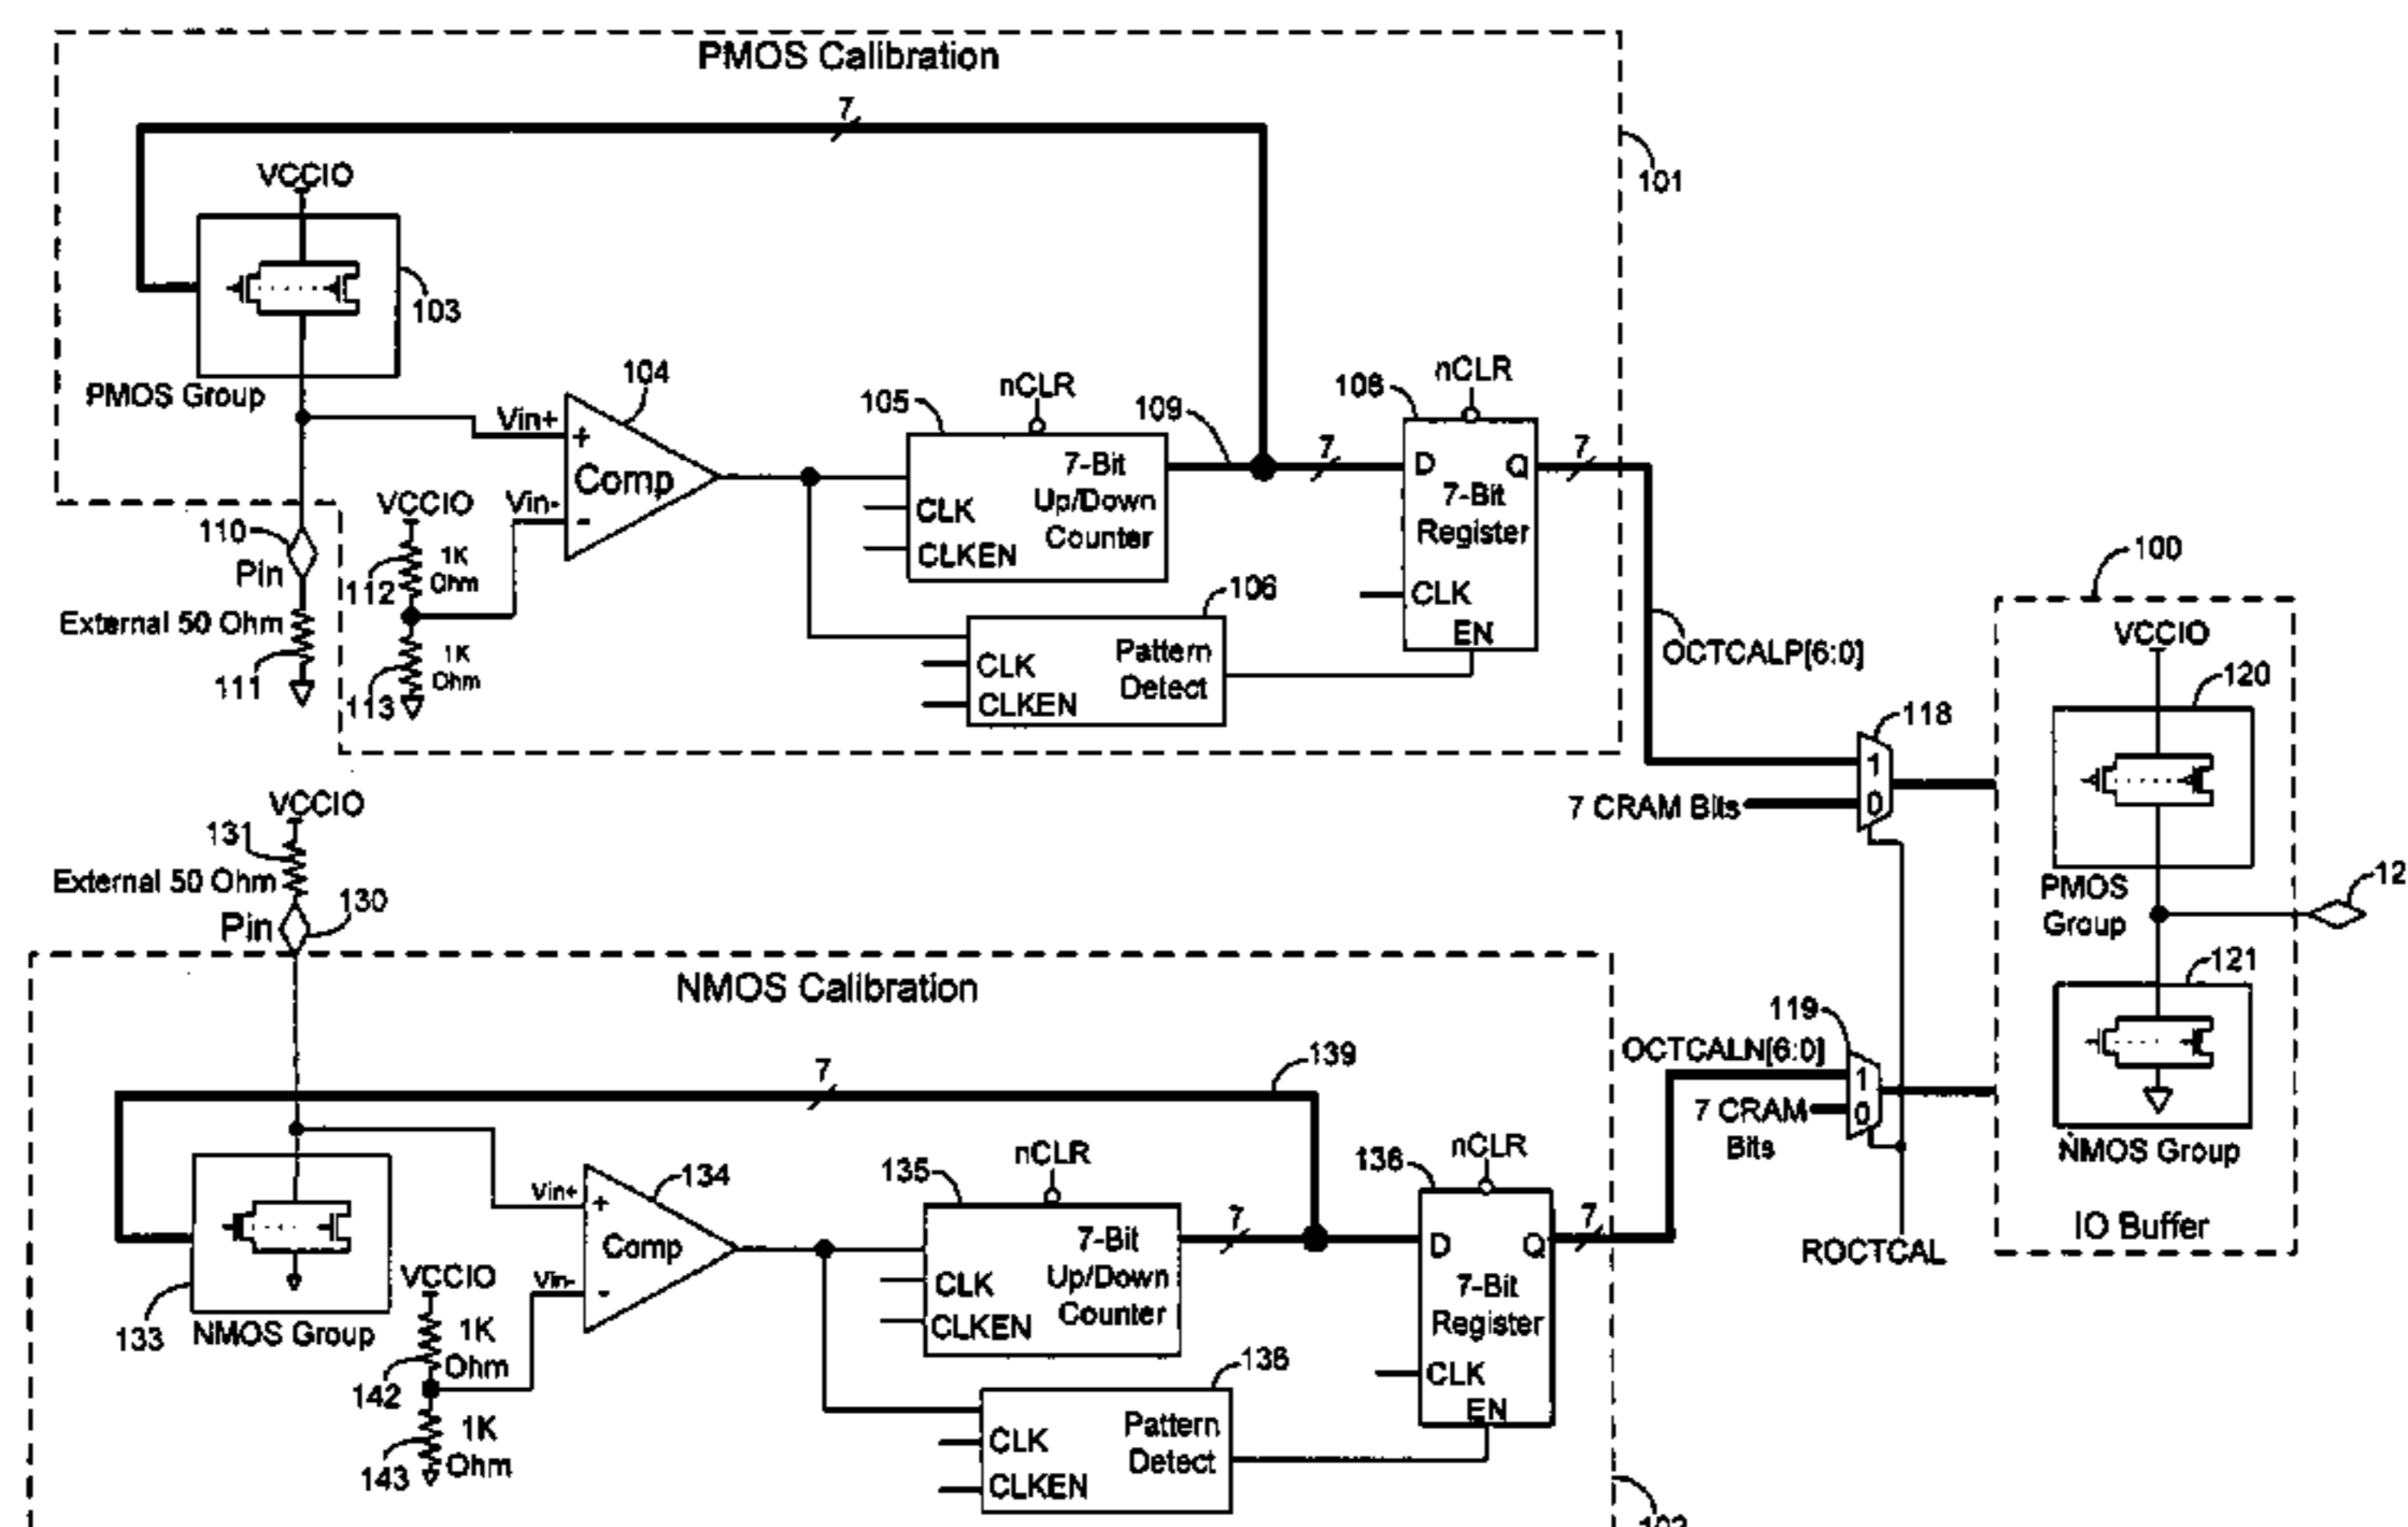 PMOS Calibration
7
101
VCCIO
103
PMOS Group
104
Vin+
+
Comp
Vin-
-
105
nCLR
7-Bit
Up/Down
Counter
CLK
CLKEN
109
7
108
nCLR
D
Q
7-Bit
Register
CLK
EN
7
110
Pin
External 50 Ohm
111
VCCIO
1K
Ohm
112
1K
Ohm
113
106
Pattern
Detect
CLK
CLKEN
OCTCALP[6:0]
118
1
0
7 CRAM Bits
100
VCCIO
120
PMOS
Group
12
121
NMOS Group
IO Buffer
VCCIO
131
External 50 Ohm
Pin
130
NMOS Calibration
7
139
133
NMOS Group
134
Vin+
+
Comp
Vin-
-
VCCIO
1K
Ohm
142
1K
Ohm
143
135
nCLR
7-Bit
Up/Down
Counter
CLK
CLKEN
7
136
nCLR
D
Q
7-Bit
Register
CLK
EN
7
138
Pattern
Detect
CLK
CLKEN
OCTCALN[6:0]
119
1
0
7 CRAM
Bits
ROCTCAL